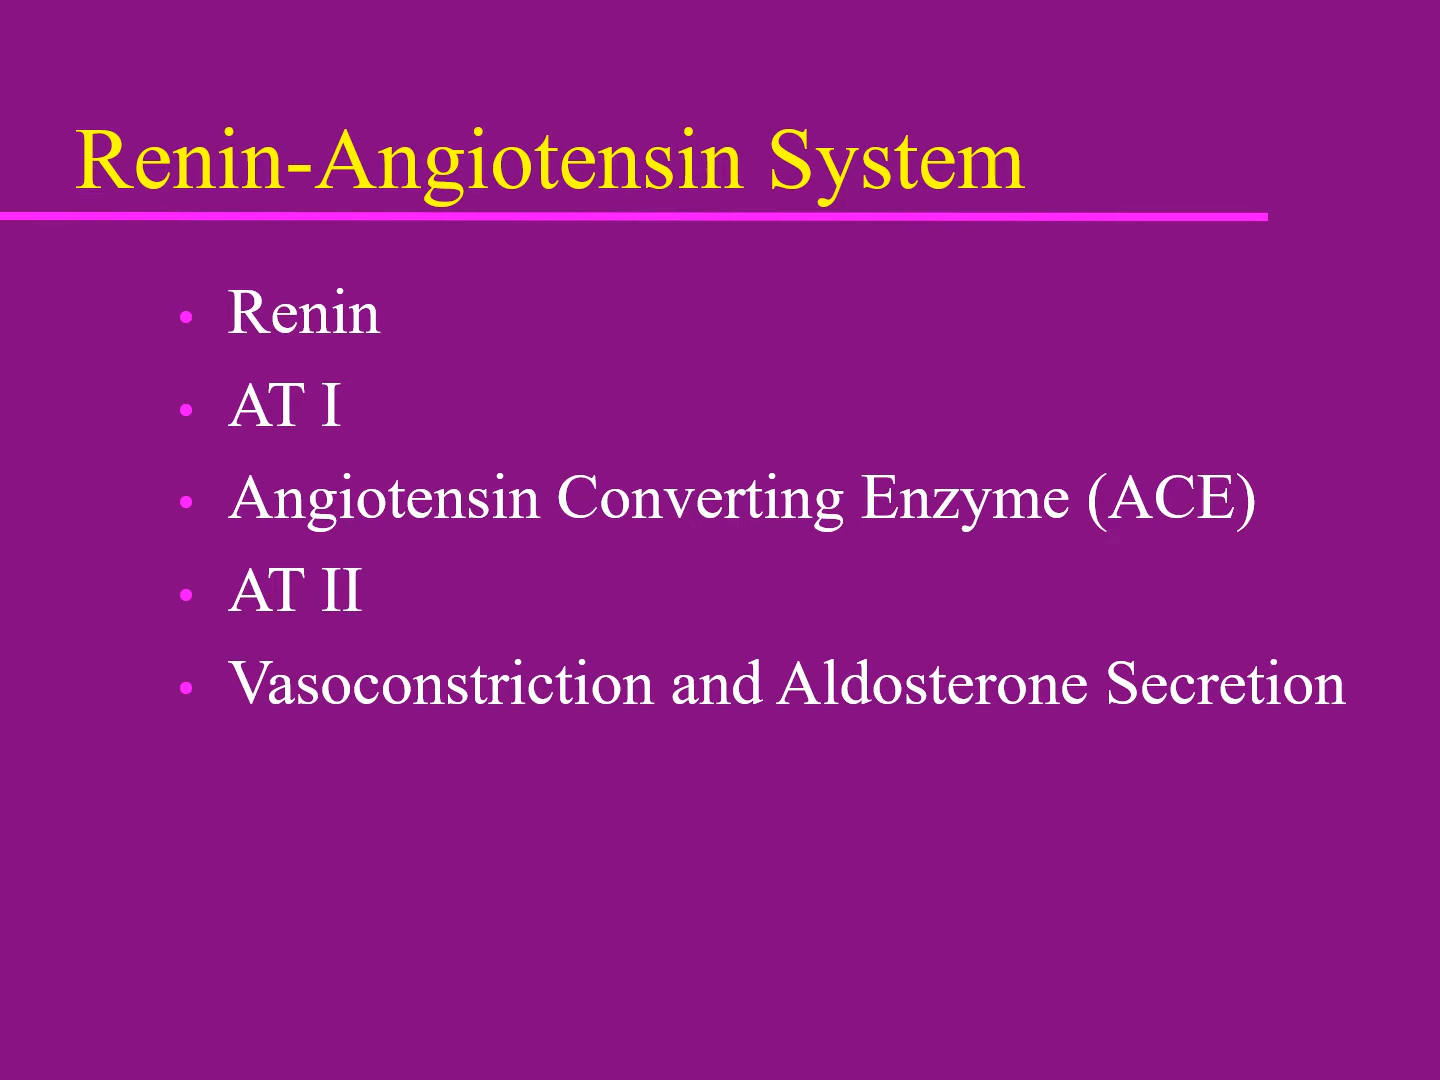 Renin-Angiotensin System
• Renin
• AT I
• Angiotensin Converting Enzyme (ACE)
• AT II
• Vasoconstriction and Aldosterone Secretion